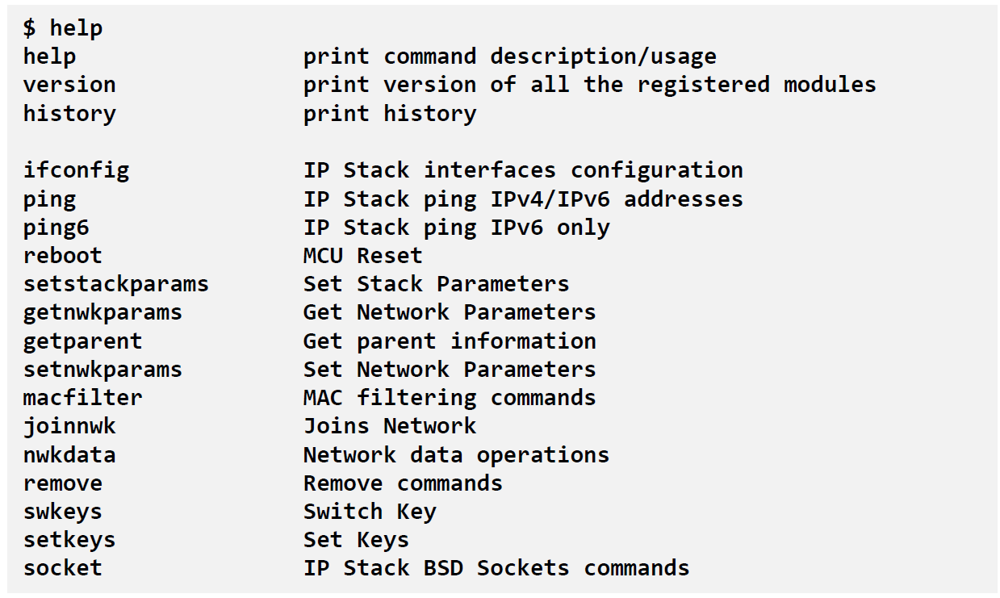 $ help
help print command description/usage
version print version of all the registered modules
history print history
ifconfig IP Stack interfaces configuration
ping IP Stack ping IPv4/IPv6 addresses
ping6 IP Stack ping IPv6 only
reboot MCU Reset
setstackparams Set Stack Parameters
getnwkparams Get Network Parameters
getparent Get parent information
setnwkparams Set Network Parameters
macfilter MAC filtering commands
joinnwk Joins Network
nwkdata Network data operations
remove Remove commands
swkeys Switch Key
setkeys Set Keys
socket IP Stack BSD Sockets commands